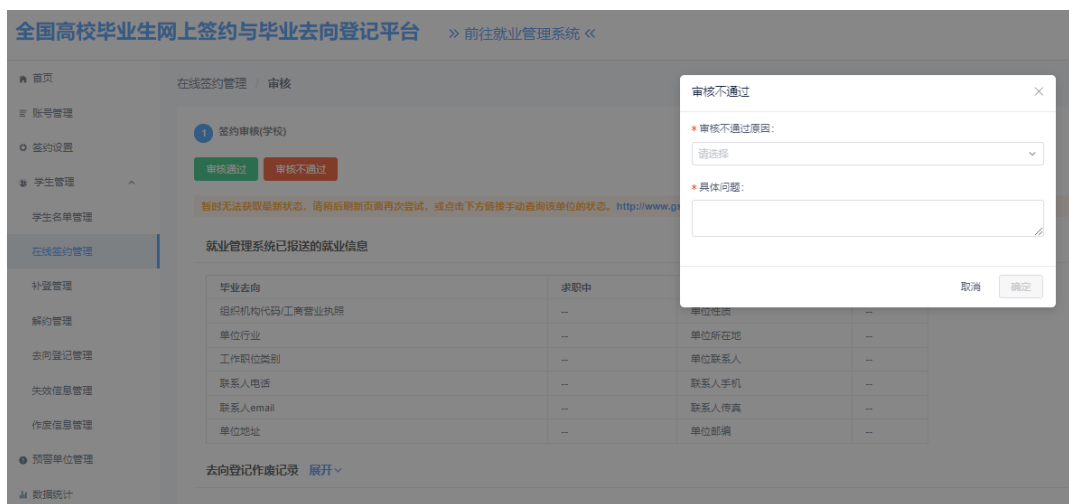 全国高校毕业生网上签约与毕业去向登记平台 » 前往就业管理系统 «
首页
账号管理
签约设置
学生管理
学生名单管理
在线签约管理
补登管理
解约管理
去向登记管理
失效信息管理
作废信息管理
预警单位管理
数据统计
在线签约管理 / 审核
1 签约审核(学校)
审核通过 审核不通过
暂时无法获取最新状态，请稍后刷新页面再次尝试，或点击下方链接手动查询该单位的状态。http://www.gs
就业管理系统已报送的就业信息
毕业去向 求职中
组织机构代码/工商营业执照 -- 单位性质 --
单位行业 -- 单位所在地 --
工作职位类别 -- 单位联系人 --
联系人电话 -- 联系人手机 --
联系人email -- 联系人传真 --
单位地址 -- 单位邮编 --
去向登记作废记录 展开
审核不通过
* 审核不通过原因：
请选择
* 具体问题：
取消 确定